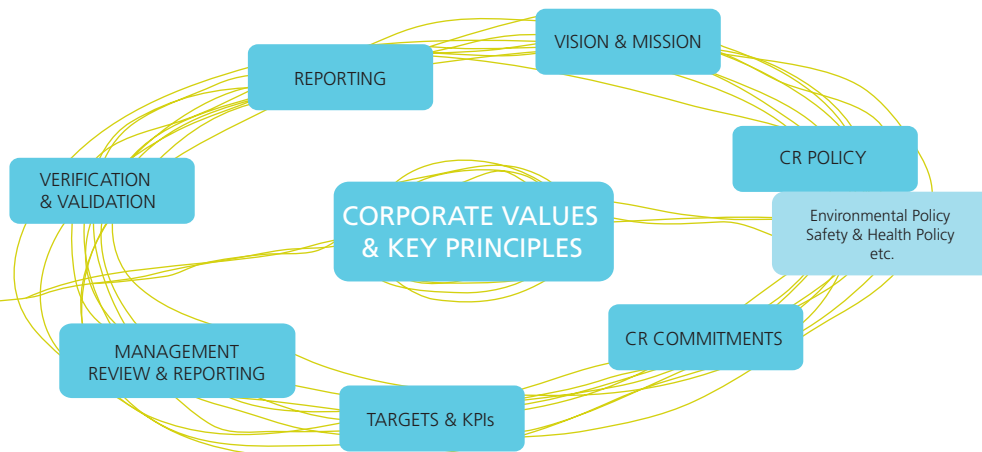 VISION & MISSION
REPORTING
CR POLICY
VERIFICATION
& VALIDATION
CORPORATE VALUES
& KEY PRINCIPLES
Environmental Policy
Safety & Health Policy
etc.
CR COMMITMENTS
MANAGEMENT
REVIEW & REPORTING
TARGETS & KPIs